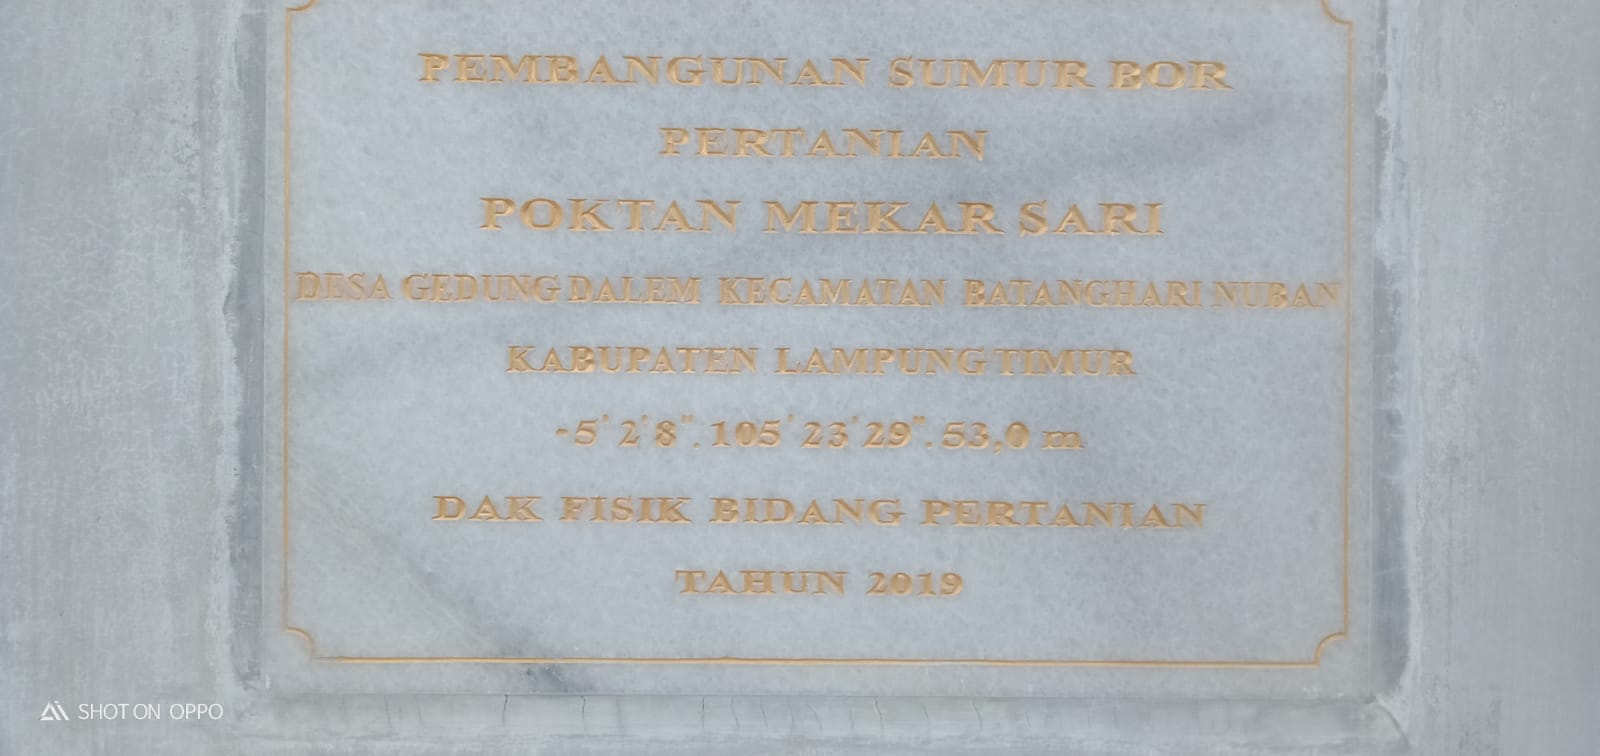 PEMBANGUNAN SUMUR BOR
PERTANIAN
POKTAN MEKAR SARI
DESA GEDUNG DALEM KECAMATAN BATANGHARI NUBAN
KABUPATEN LAMPUNG TIMUR
-5' 2' 8". 105' 23' 29". 53,0 m
DAK FISIK BIDANG PERTANIAN
TAHUN 2019
SHOT ON OPPO